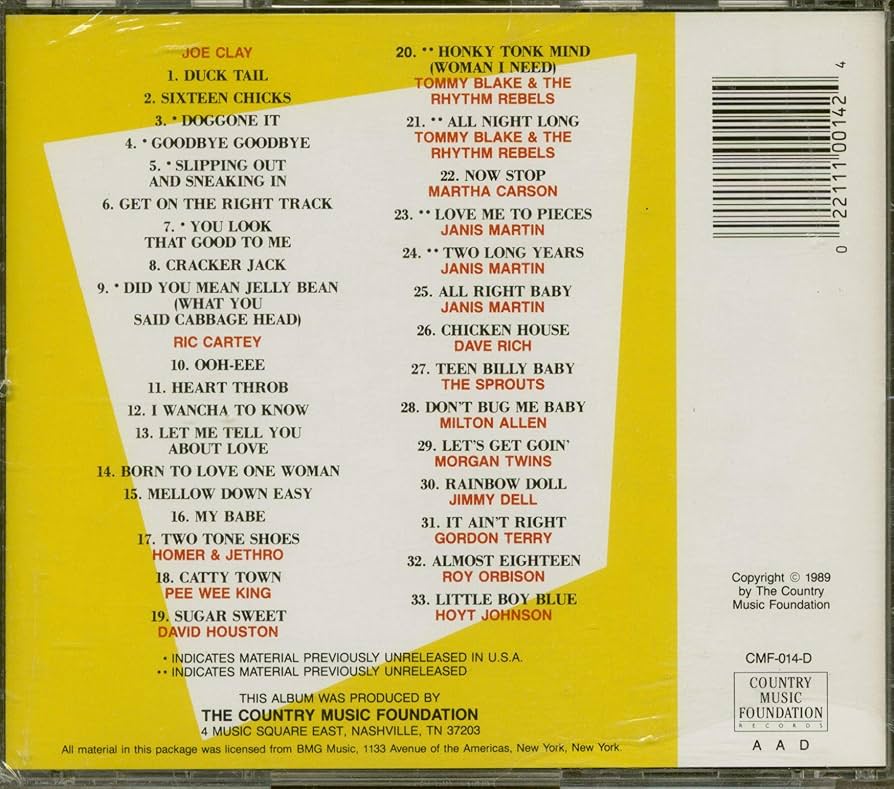 JOE CLAY
1. DUCK TAIL
2. SIXTEEN CHICKS
3. • DOGGONE IT
4. • GOODBYE GOODBYE
5. • SLIPPING OUT
AND SNEAKING IN
6. GET ON THE RIGHT TRACK
7. • YOU LOOK
THAT GOOD TO ME
8. CRACKER JACK
9. • DID YOU MEAN JELLY BEAN
(WHAT YOU
SAID CABBAGE HEAD)
RIC CARTEY
10. OOH-EEE
11. HEART THROB
12. I WANCHA TO KNOW
13. LET ME TELL YOU
ABOUT LOVE
14. BORN TO LOVE ONE WOMAN
15. MELLOW DOWN EASY
16. MY BABE
17. TWO TONE SHOES
HOMER & JETHRO
18. CATTY TOWN
PEE WEE KING
19. SUGAR SWEET
DAVID HOUSTON
20. •• HONKY TONK MIND
(WOMAN I NEED)
TOMMY BLAKE & THE
RHYTHM REBELS
21. •• ALL NIGHT LONG
TOMMY BLAKE & THE
RHYTHM REBELS
22. NOW STOP
MARTHA CARSON
23. •• LOVE ME TO PIECES
JANIS MARTIN
24. •• TWO LONG YEARS
JANIS MARTIN
25. ALL RIGHT BABY
JANIS MARTIN
26. CHICKEN HOUSE
DAVE RICH
27. TEEN BILLY BABY
THE SPROUTS
28. DON'T BUG ME BABY
MILTON ALLEN
29. LET'S GET GOIN'
MORGAN TWINS
30. RAINBOW DOLL
JIMMY DELL
31. IT AIN'T RIGHT
GORDON TERRY
32. ALMOST EIGHTEEN
ROY ORBISON
33. LITTLE BOY BLUE
HOYT JOHNSON
• INDICATES MATERIAL PREVIOUSLY UNRELEASED IN U.S.A.
•• INDICATES MATERIAL PREVIOUSLY UNRELEASED
THIS ALBUM WAS PRODUCED BY
THE COUNTRY MUSIC FOUNDATION
4 MUSIC SQUARE EAST, NASHVILLE, TN 37203
All material in this package was licensed from BMG Music, 1133 Avenue of the Americas, New York, New York.
0 22111 00142 4
Copyright © 1989
by The Country
Music Foundation
CMF-014-D
COUNTRY
MUSIC
FOUNDATION
RECORDS
A A D